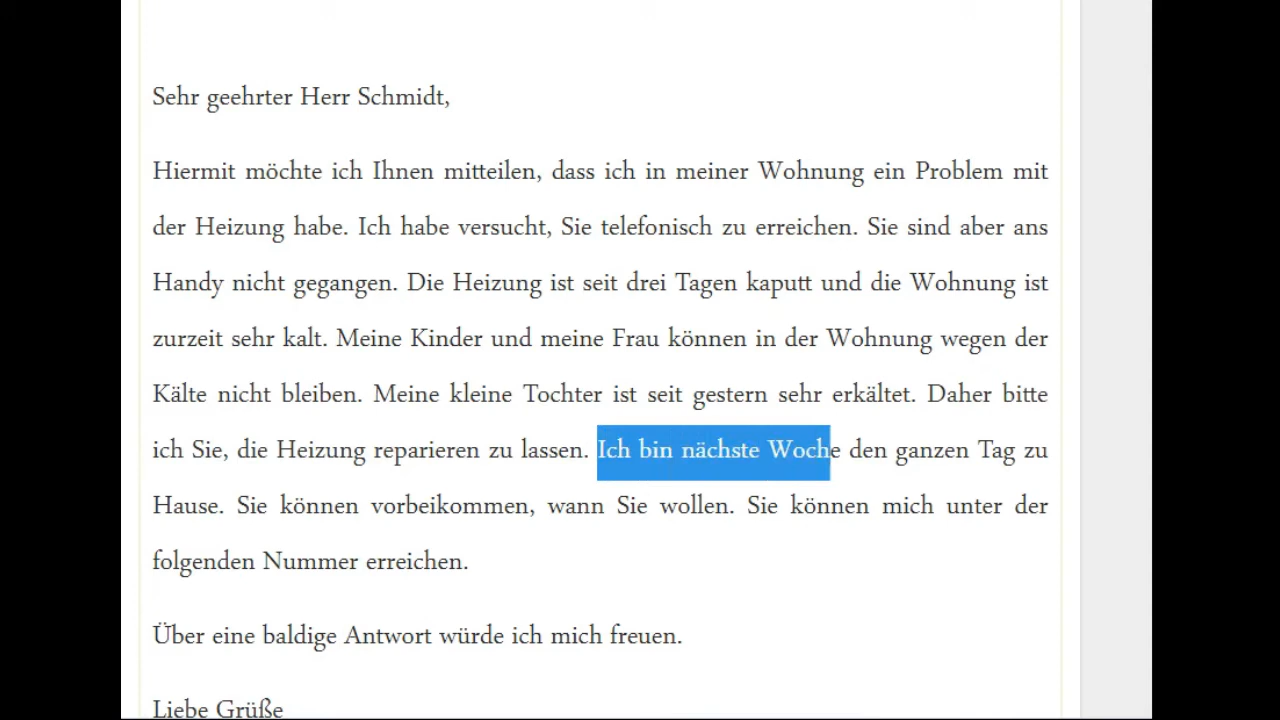 Sehr geehrter Herr Schmidt,
Hiermit möchte ich Ihnen mitteilen, dass ich in meiner Wohnung ein Problem mit
der Heizung habe. Ich habe versucht, Sie telefonisch zu erreichen. Sie sind aber ans
Handy nicht gegangen. Die Heizung ist seit drei Tagen kaputt und die Wohnung ist
zurzeit sehr kalt. Meine Kinder und meine Frau können in der Wohnung wegen der
Kälte nicht bleiben. Meine kleine Tochter ist seit gestern sehr erkältet. Daher bitte
ich Sie, die Heizung reparieren zu lassen. Ich bin nächste Woche den ganzen Tag zu
Hause. Sie können vorbeikommen, wann Sie wollen. Sie können mich unter der
folgenden Nummer erreichen.
Über eine baldige Antwort würde ich mich freuen.
Liebe Grüße